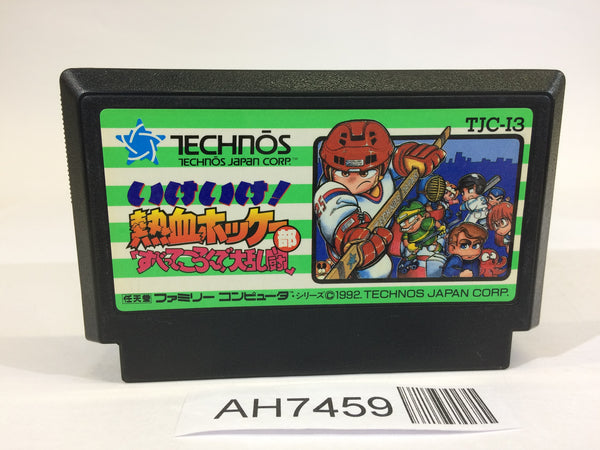 TECHNŌS
TECHNŌS JAPAN CORP.
TJC-I3
いけいけ!
熱血ホッケー部
「すべってころんで大乱闘」
任天堂 ファミリーコンピュータ・シリーズ©1992. TECHNOS JAPAN CORP.
AH7459